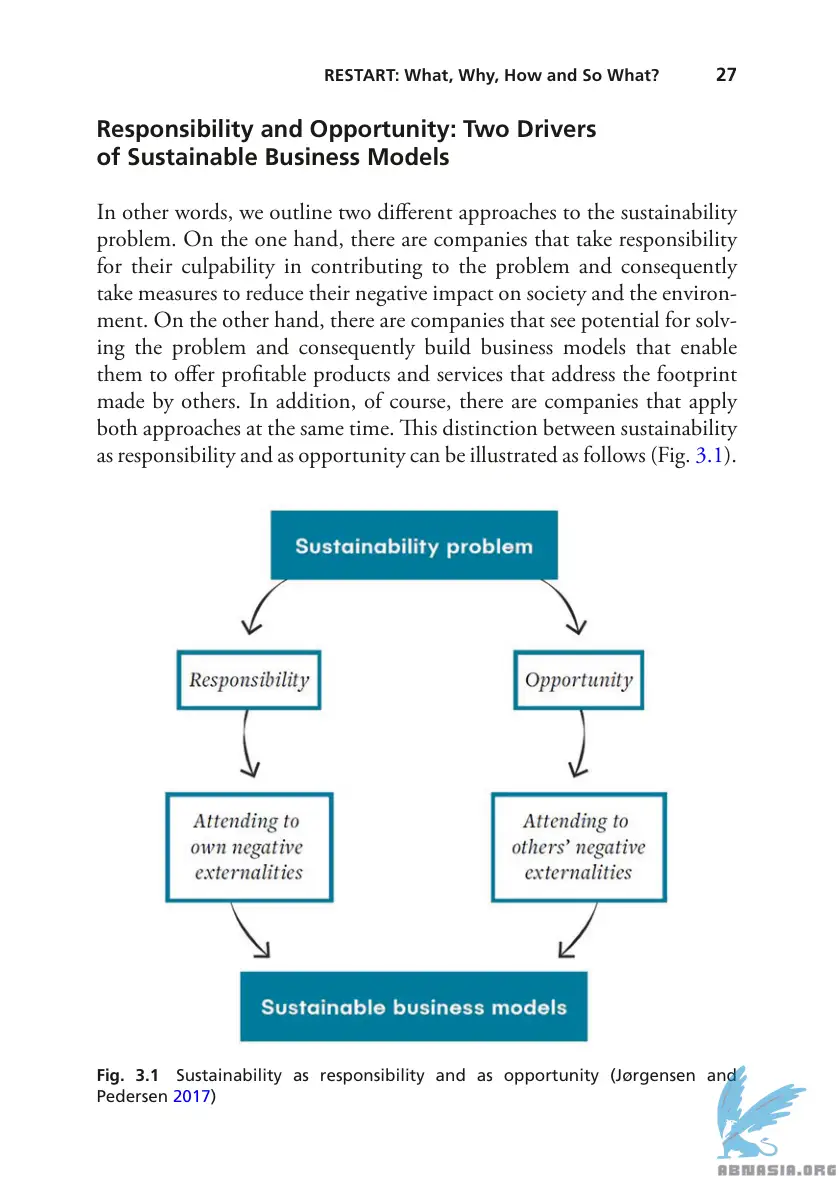 RESTART: What, Why, How and So What? 27
Responsibility and Opportunity: Two Drivers
of Sustainable Business Models
In other words, we outline two different approaches to the sustainability
problem. On the one hand, there are companies that take responsibility
for their culpability in contributing to the problem and consequently
take measures to reduce their negative impact on society and the environ-
ment. On the other hand, there are companies that see potential for solv-
ing the problem and consequently build business models that enable
them to offer profitable products and services that address the footprint
made by others. In addition, of course, there are companies that apply
both approaches at the same time. This distinction between sustainability
as responsibility and as opportunity can be illustrated as follows (Fig. 3.1).
Sustainability problem
Responsibility
Opportunity
Attending to
own negative
externalities
Attending to
others’ negative
externalities
Sustainable business models
Fig. 3.1 Sustainability as responsibility and as opportunity (Jørgensen and
Pedersen 2017)
ABNASIA.ORG